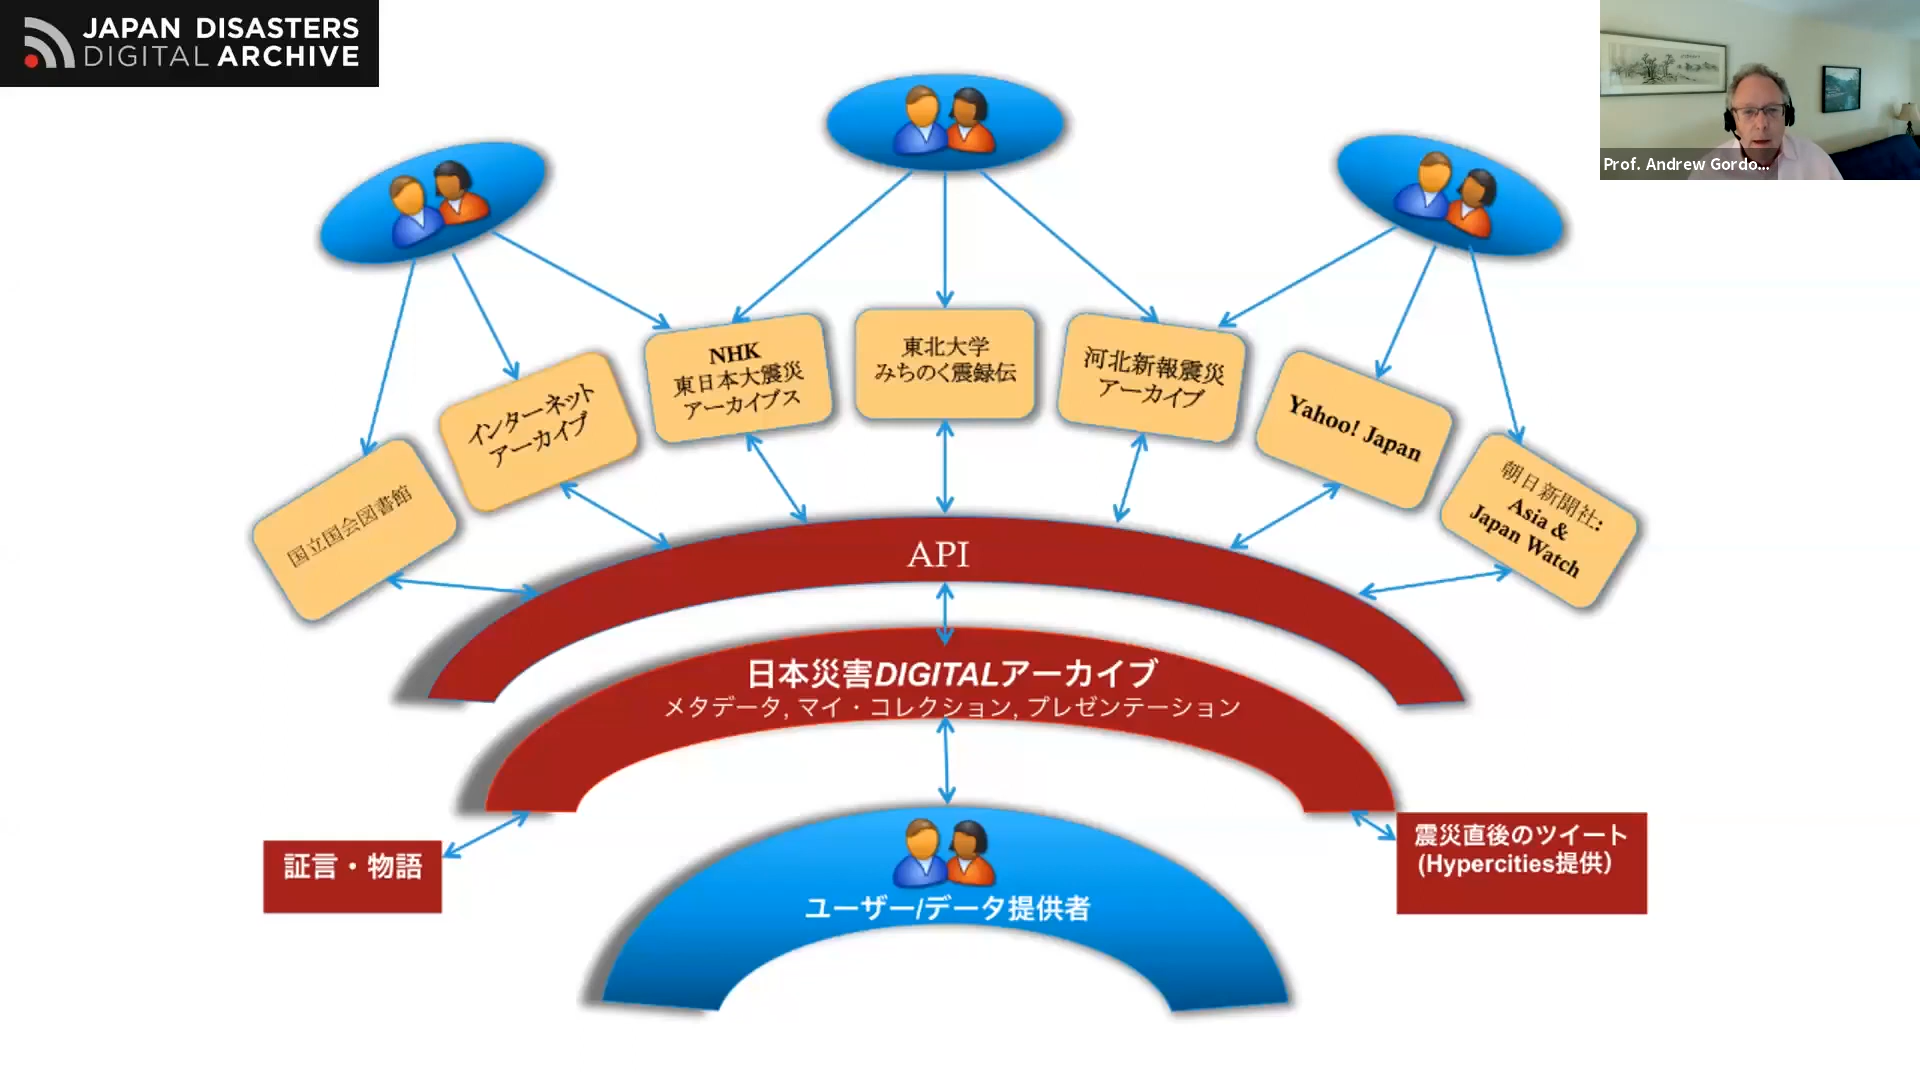 JAPAN DISASTERS
DIGITAL ARCHIVE
Prof. Andrew Gordo...
NHK
東日本大震災
アーカイブス
東北大学
みちのく震録伝
河北新報震災
アーカイブ
インターネット
アーカイブ
Yahoo! Japan
国立国会図書館
朝日新聞社:
Asia &
Japan Watch
API
日本災害DIGITALアーカイブ
メタデータ, マイ・コレクション, プレゼンテーション
証言・物語
震災直後のツイート
(Hypercities提供）
ユーザー/データ提供者